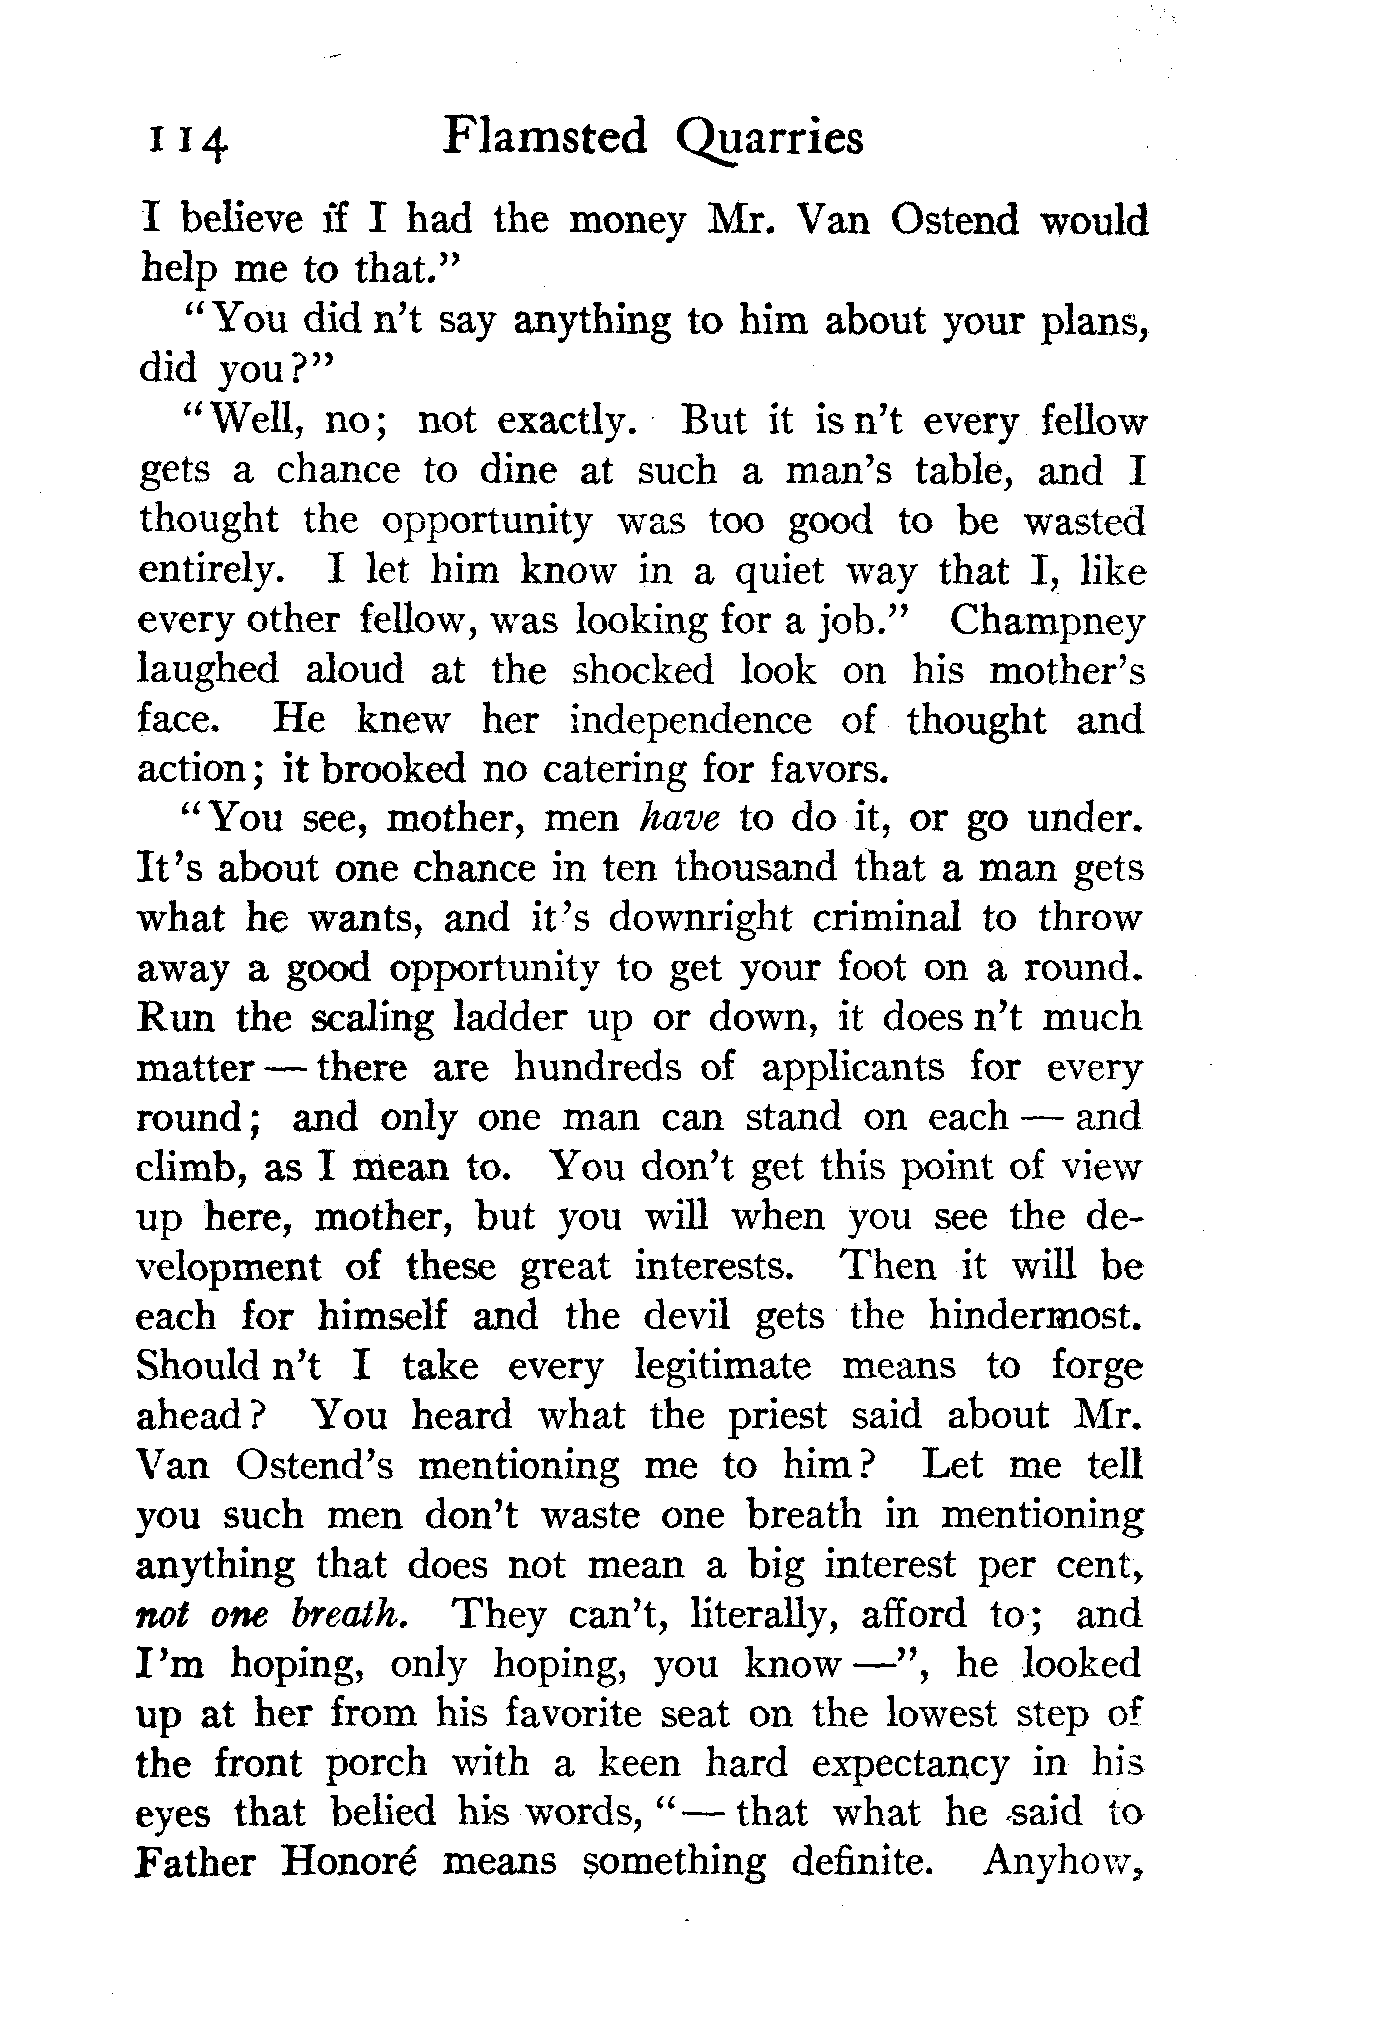 114 Flamsted Quarries
I believe if I had the money Mr. Van Ostend would
help me to that."
"You did n't say anything to him about your plans,
did you?"
"Well, no; not exactly. But it is n't every fellow
gets a chance to dine at such a man's table, and I
thought the opportunity was too good to be wasted
entirely. I let him know in a quiet way that I, like
every other fellow, was looking for a job." Champney
laughed aloud at the shocked look on his mother's
face. He knew her independence of thought and
action; it brooked no catering for favors.
"You see, mother, men have to do it, or go under.
It's about one chance in ten thousand that a man gets
what he wants, and it's downright criminal to throw
away a good opportunity to get your foot on a round.
Run the scaling ladder up or down, it does n't much
matter — there are hundreds of applicants for every
round; and only one man can stand on each — and
climb, as I mean to. You don't get this point of view
up here, mother, but you will when you see the de-
velopment of these great interests. Then it will be
each for himself and the devil gets the hindermost.
Should n't I take every legitimate means to forge
ahead? You heard what the priest said about Mr.
Van Ostend's mentioning me to him? Let me tell
you such men don't waste one breath in mentioning
anything that does not mean a big interest per cent,
not one breath. They can't, literally, afford to; and
I'm hoping, only hoping, you know —", he looked
up at her from his favorite seat on the lowest step of
the front porch with a keen hard expectancy in his
eyes that belied his words, "— that what he said to
Father Honoré means something definite. Anyhow,